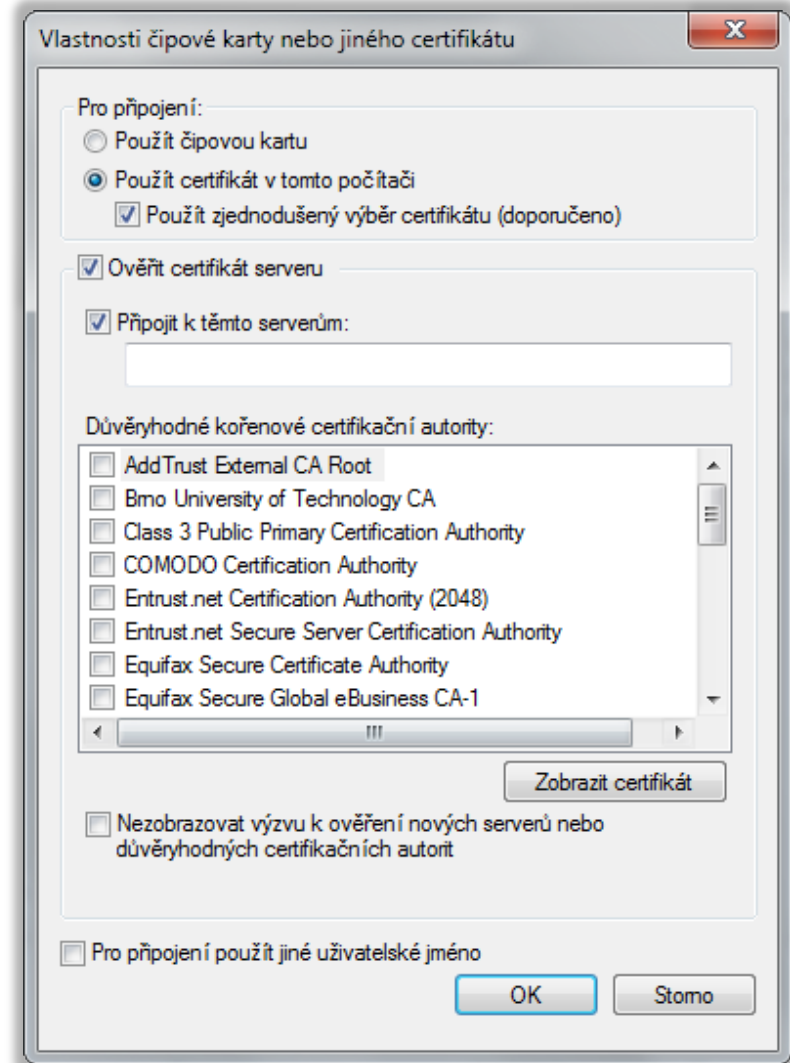 Vlastnosti čipové karty nebo jiného certifikátu
Pro připojení:
Použít čipovou kartu
Použít certifikát v tomto počítači
Použít zjednodušený výběr certifikátu (doporučeno)
Ověřit certifikát serveru
Připojit k těmto serverům:
Důvěryhodné kořenové certifikační autority:
AddTrust External CA Root
Brno University of Technology CA
Class 3 Public Primary Certification Authority
COMODO Certification Authority
Entrust.net Certification Authority (2048)
Entrust.net Secure Server Certification Authority
Equifax Secure Certificate Authority
Equifax Secure Global eBusiness CA-1
Zobrazit certifikát
Nezobrazovat výzvu k ověření nových serverů nebo
důvěryhodných certifikačních autorit
Pro připojení použít jiné uživatelské jméno
OK Storno